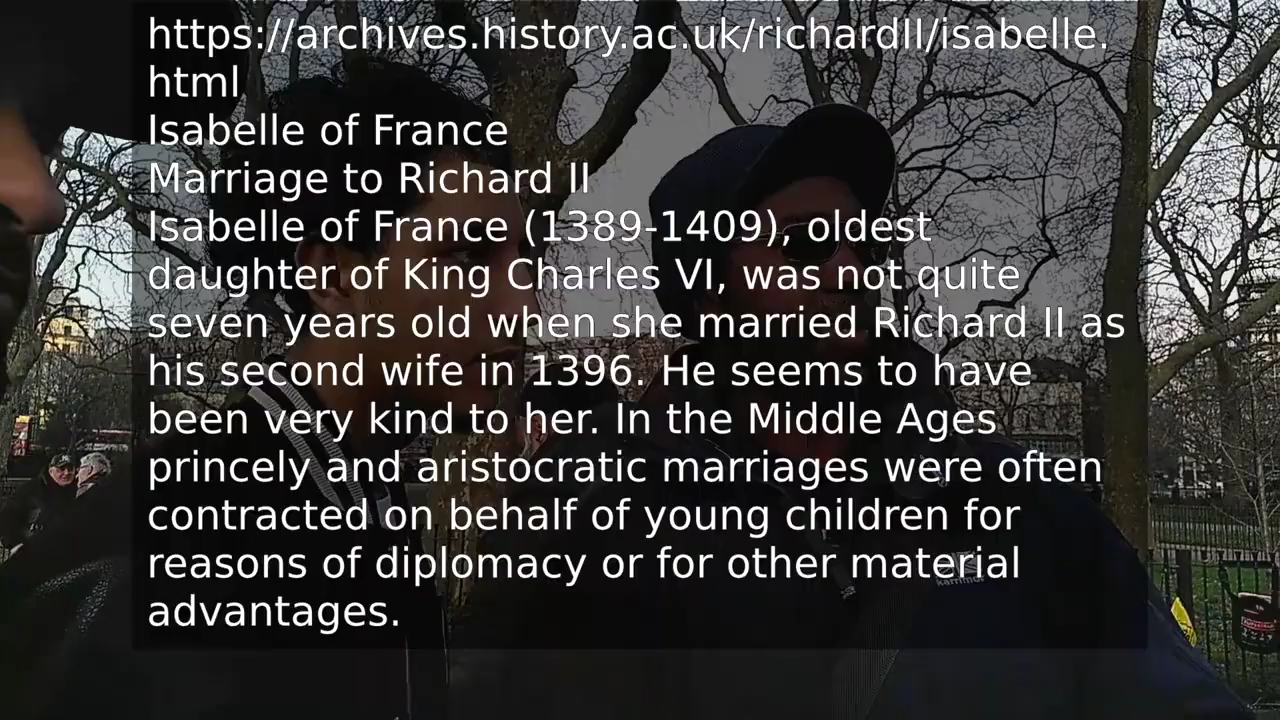 https://archives.history.ac.uk/richardII/isabelle.
html
Isabelle of France
Marriage to Richard II
Isabelle of France (1389-1409), oldest
daughter of King Charles VI, was not quite
seven years old when she married Richard II as
his second wife in 1396. He seems to have
been very kind to her. In the Middle Ages
princely and aristocratic marriages were often
contracted on behalf of young children for
reasons of diplomacy or for other material
advantages.
karrimor